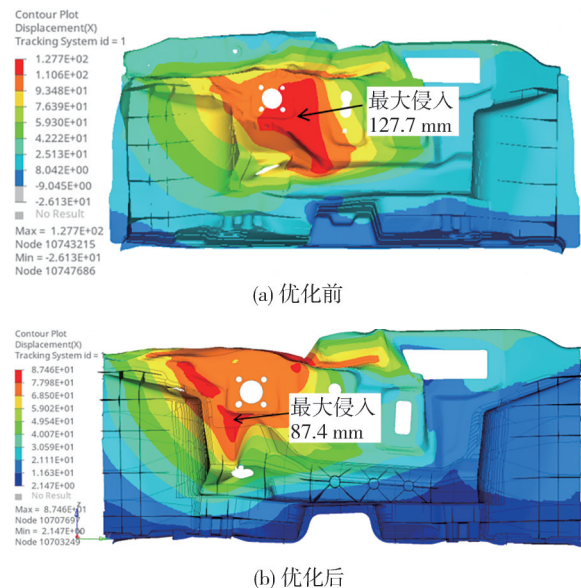 Contour Plot
Displacement(X)
Tracking System id = 1
1.277E+02
1.106E+02
9.348E+01
7.639E+01
5.930E+01
4.222E+01
2.513E+01
8.042E+00
-9.045E+00
-2.613E+01
No Result
Max = 1.277E+02
Node 10743215
Min = -2.613E+01
Node 10747686
最大侵入
127.7 mm
(a) 优化前
Contour Plot
Displacement(X)
Tracking System id =
8.746E+01
7.798E+01
6.850E+01
5.902E+01
4.954E+01
4.007E+01
3.059E+01
2.111E+01
1.163E+01
2.147E+00
No Result
Max = 8.746E+01
Node 1070769
Min = 2.147E+00
Node 10703249
最大侵入
87.4 mm
(b) 优化后